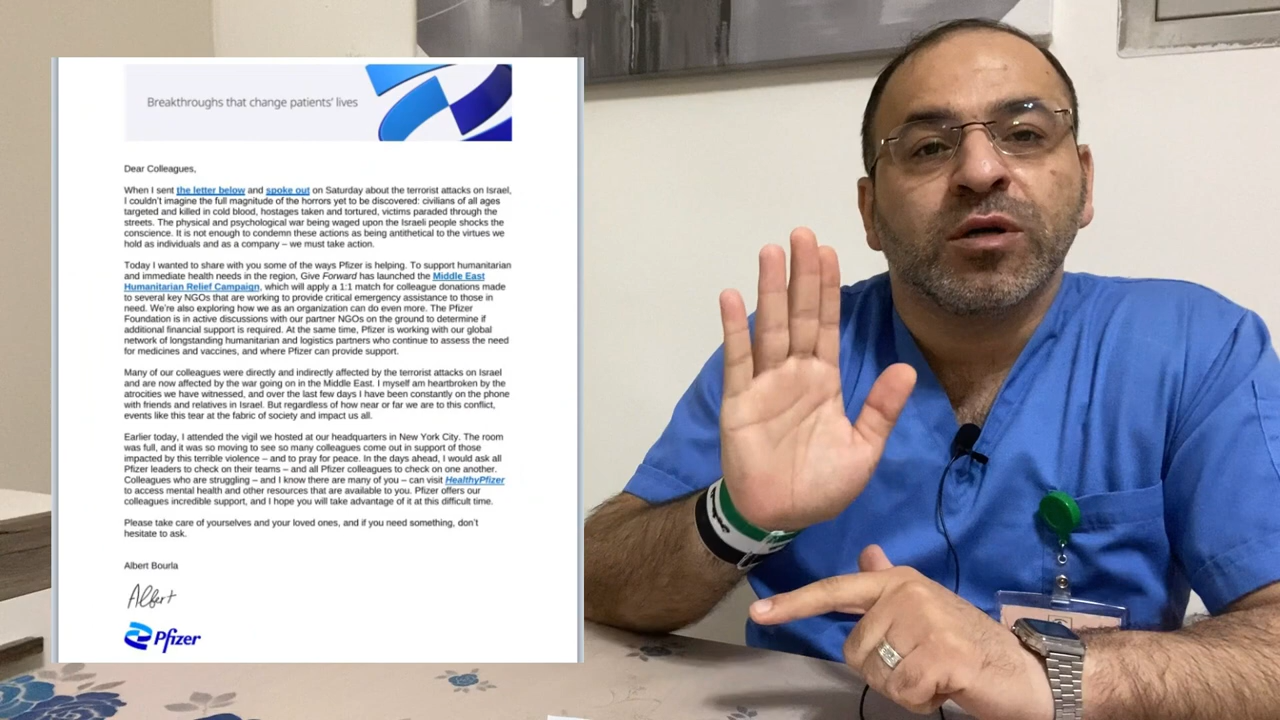 Breakthroughs that change patients' lives
Dear Colleagues,
When I sent the letter below and spoke out on Saturday about the terrorist attacks on Israel,
I couldn't imagine the full magnitude of the horrors yet to be discovered: civilians of all ages
targeted and killed in cold blood, hostages taken and tortured, victims paraded through the
streets. The physical and psychological war being waged upon the Israeli people shocks the
conscience. It is not enough to condemn these actions as being antithetical to the virtues we
hold as individuals and as a company – we must take action.
Today I wanted to share with you some of the ways Pfizer is helping. To support humanitarian
and immediate health needs in the region, Give Forward has launched the Middle East
Humanitarian Relief Campaign, which will apply a 1:1 match for colleague donations made
to several key NGOs that are working to provide critical emergency assistance to those in
need. We're also exploring how we as an organization can do even more. The Pfizer
Foundation is in active discussions with our partner NGOs on the ground to determine if
additional financial support is required. At the same time, Pfizer is working with our global
network of longstanding humanitarian and logistics partners who continue to assess the need
for medicines and vaccines, and where Pfizer can provide support.
Many of our colleagues were directly and indirectly affected by the terrorist attacks on Israel
and are now affected by the war going on in the Middle East. I myself am heartbroken by the
atrocities we have witnessed, and over the last few days I have been constantly on the phone
with friends and relatives in Israel. But regardless of how near or far we are to this conflict,
events like this tear at the fabric of society and impact us all.
Earlier today, I attended the vigil we hosted at our headquarters in New York City. The room
was full, and it was so moving to see so many colleagues come out in support of those
impacted by this terrible violence – and to pray for peace. In the days ahead, I would ask all
Pfizer leaders to check on their teams – and all Pfizer colleagues to check on one another.
Colleagues who are struggling – and I know there are many of you – can visit HealthyPfizer
to access mental health and other resources that are available to you. Pfizer offers our
colleagues incredible support, and I hope you will take advantage of it at this difficult time.
Please take care of yourselves and your loved ones, and if you need something, don't
hesitate to ask.
Albert Bourla
Albert
Pfizer